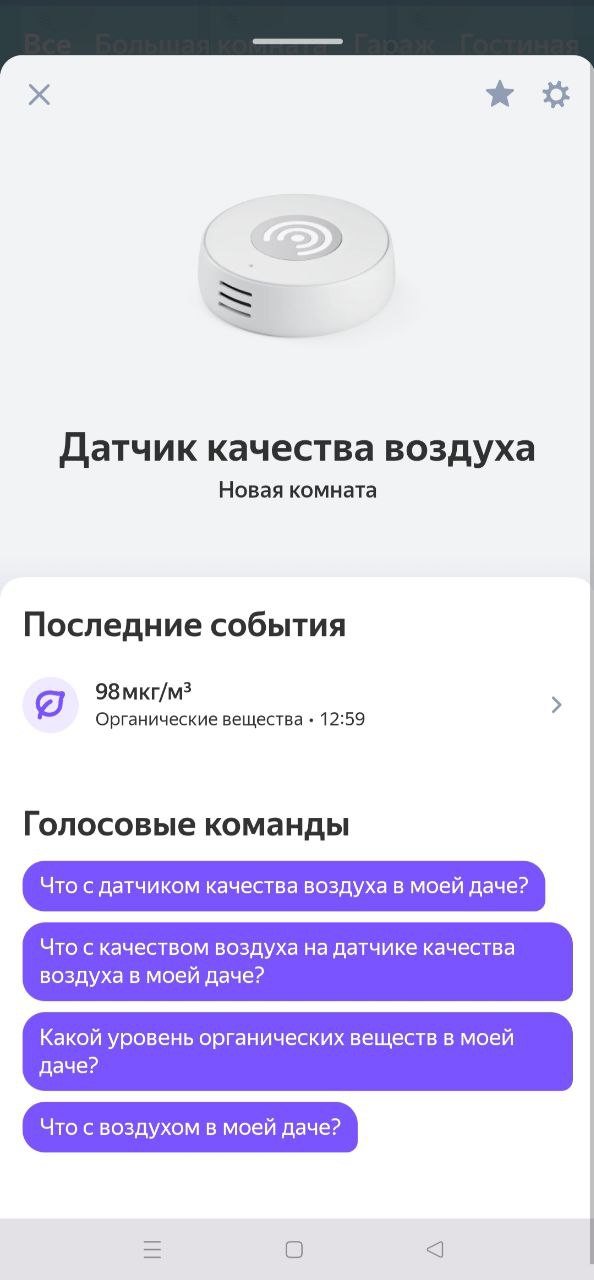 Все Большая комната Гараж Гостиная
Датчик качества воздуха
Новая комната
Последние события
98 мкг/м³
Органические вещества • 12:59
Голосовые команды
Что с датчиком качества воздуха в моей даче?
Что с качеством воздуха на датчике качества
воздуха в моей даче?
Какой уровень органических веществ в моей
даче?
Что с воздухом в моей даче?